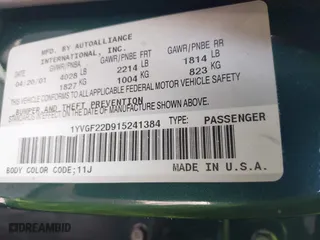 MFD. BY AUTOALLIANCE
INTERNATIONAL, INC.
DATE GVWR/PNBV GAWR/PNBE FRT GAWR/PNBE RR
04/20/01 4028 LB 2214 LB 1814 LB
1827 KG 1004 KG 823 KG
THIS VEHICLE CONFORMS TO ALL APPLICABLE FEDERAL MOTOR VEHICLE SAFETY
BUMPER AND THEFT PREVENTION
STANDARDS IN EFFECT ON THE DATE OF MANUFACTURE SHOWN ABOVE.
1YVGF22D915241384 TYPE: PASSENGER
BODY COLOR CODE;11J
MADE IN U.S.A.
DREAMBID